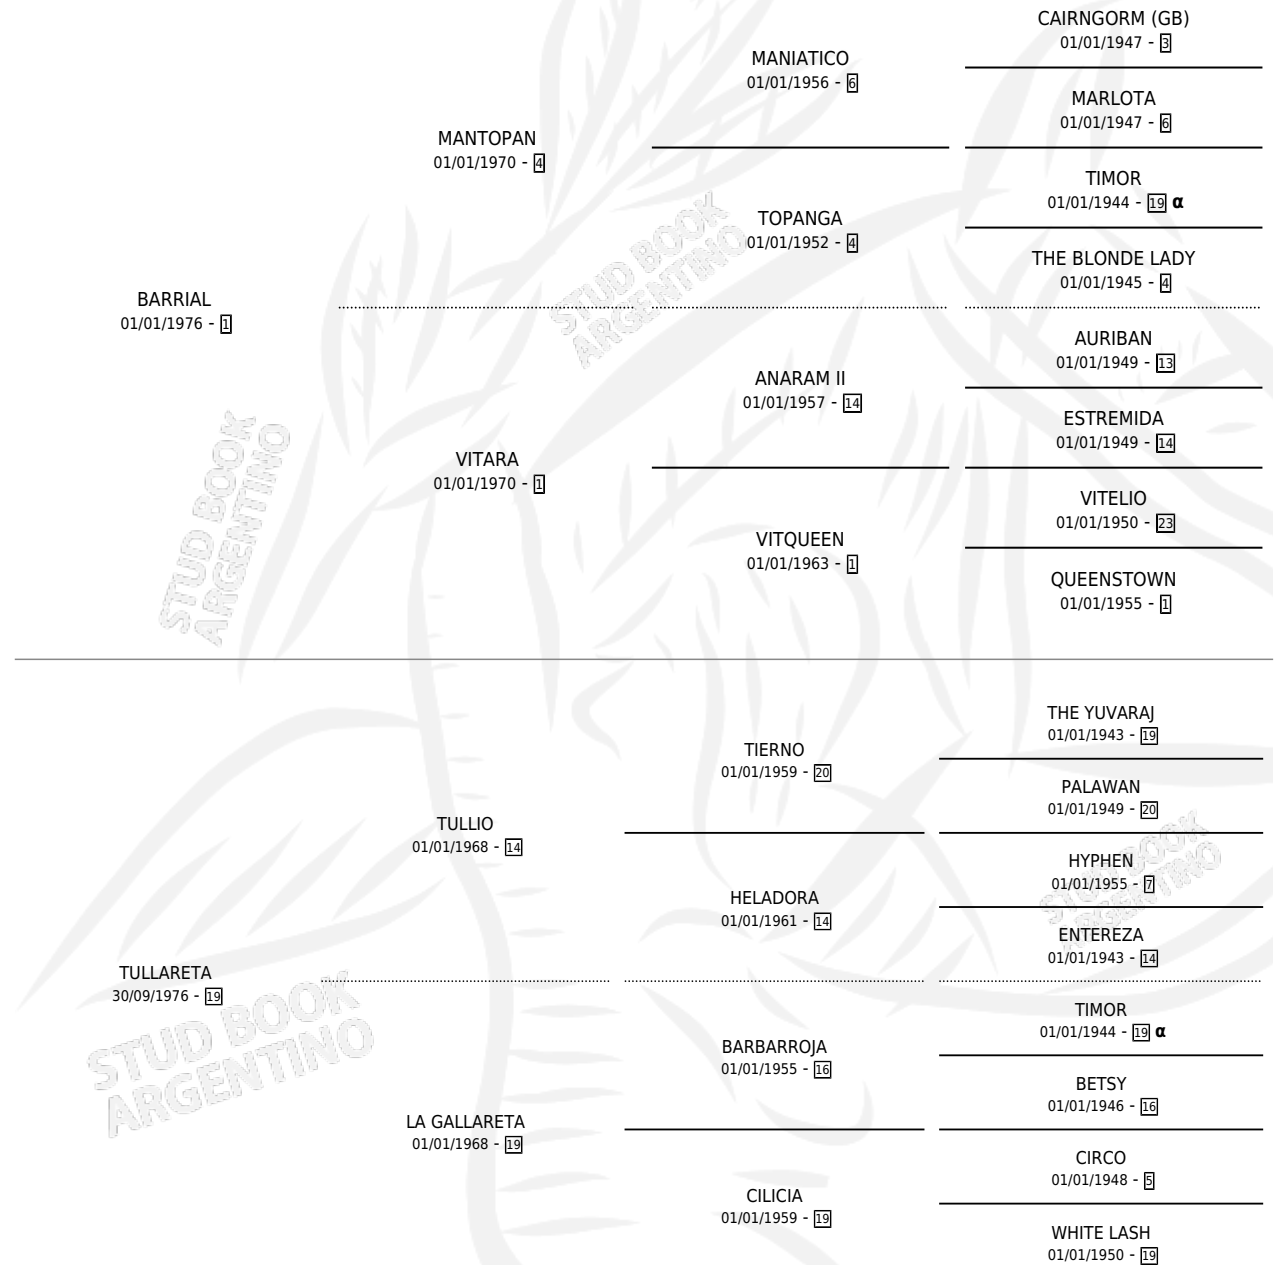 CAIRNGORM (GB)
01/01/1947 - 3
MANIATICO
01/01/1956 - 6
MARLOTA
01/01/1947 - 6
MANTOPAN
01/01/1970 - 4
TIMOR
01/01/1944 - 19 α
TOPANGA
01/01/1952 - 4
THE BLONDE LADY
01/01/1945 - 4
BARRIAL
01/01/1976 - 1
AURIBAN
01/01/1949 - 13
ANARAM II
01/01/1957 - 14
ESTREMIDA
01/01/1949 - 14
VITARA
01/01/1970 - 1
VITELIO
01/01/1950 - 23
VITQUEEN
01/01/1963 - 1
QUEENSTOWN
01/01/1955 - 1
THE YUVARAJ
01/01/1943 - 19
TIERNO
01/01/1959 - 20
PALAWAN
01/01/1949 - 20
TULLIO
01/01/1968 - 14
HYPHEN
01/01/1955 - 7
HELADORA
01/01/1961 - 14
ENTEREZA
01/01/1943 - 14
TULLARETA
30/09/1976 - 19
TIMOR
01/01/1944 - 19 α
BARBARROJA
01/01/1955 - 16
BETSY
01/01/1946 - 16
LA GALLARETA
01/01/1968 - 19
CIRCO
01/01/1948 - 5
CILICIA
01/01/1959 - 19
WHITE LASH
01/01/1950 - 19
STUD BOOK
ARGENTINO
STUD BOOK
ARGENTINO
STUD BOOK
ARGENTINO
STUD BOOK
ARGENTINO